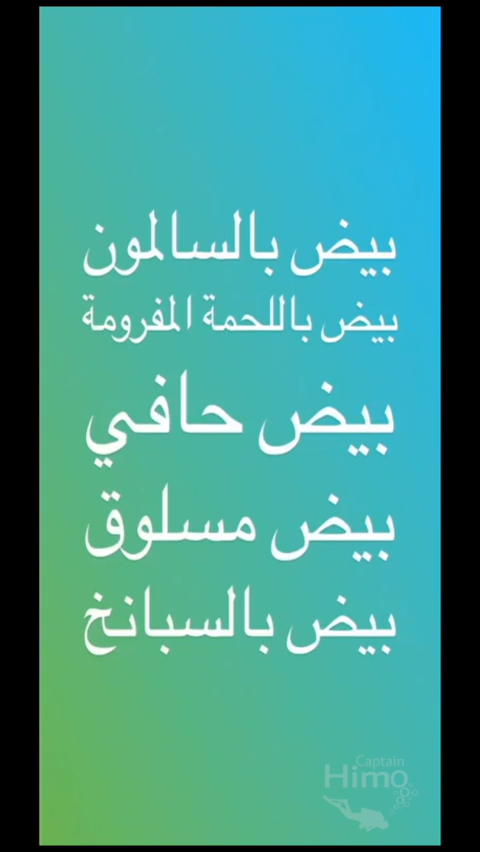 بيض بالسالمون
بيض باللحمة المفرومة
بيض حافي
بيض مسلوق
بيض بالسبانخ
Captain
Himo